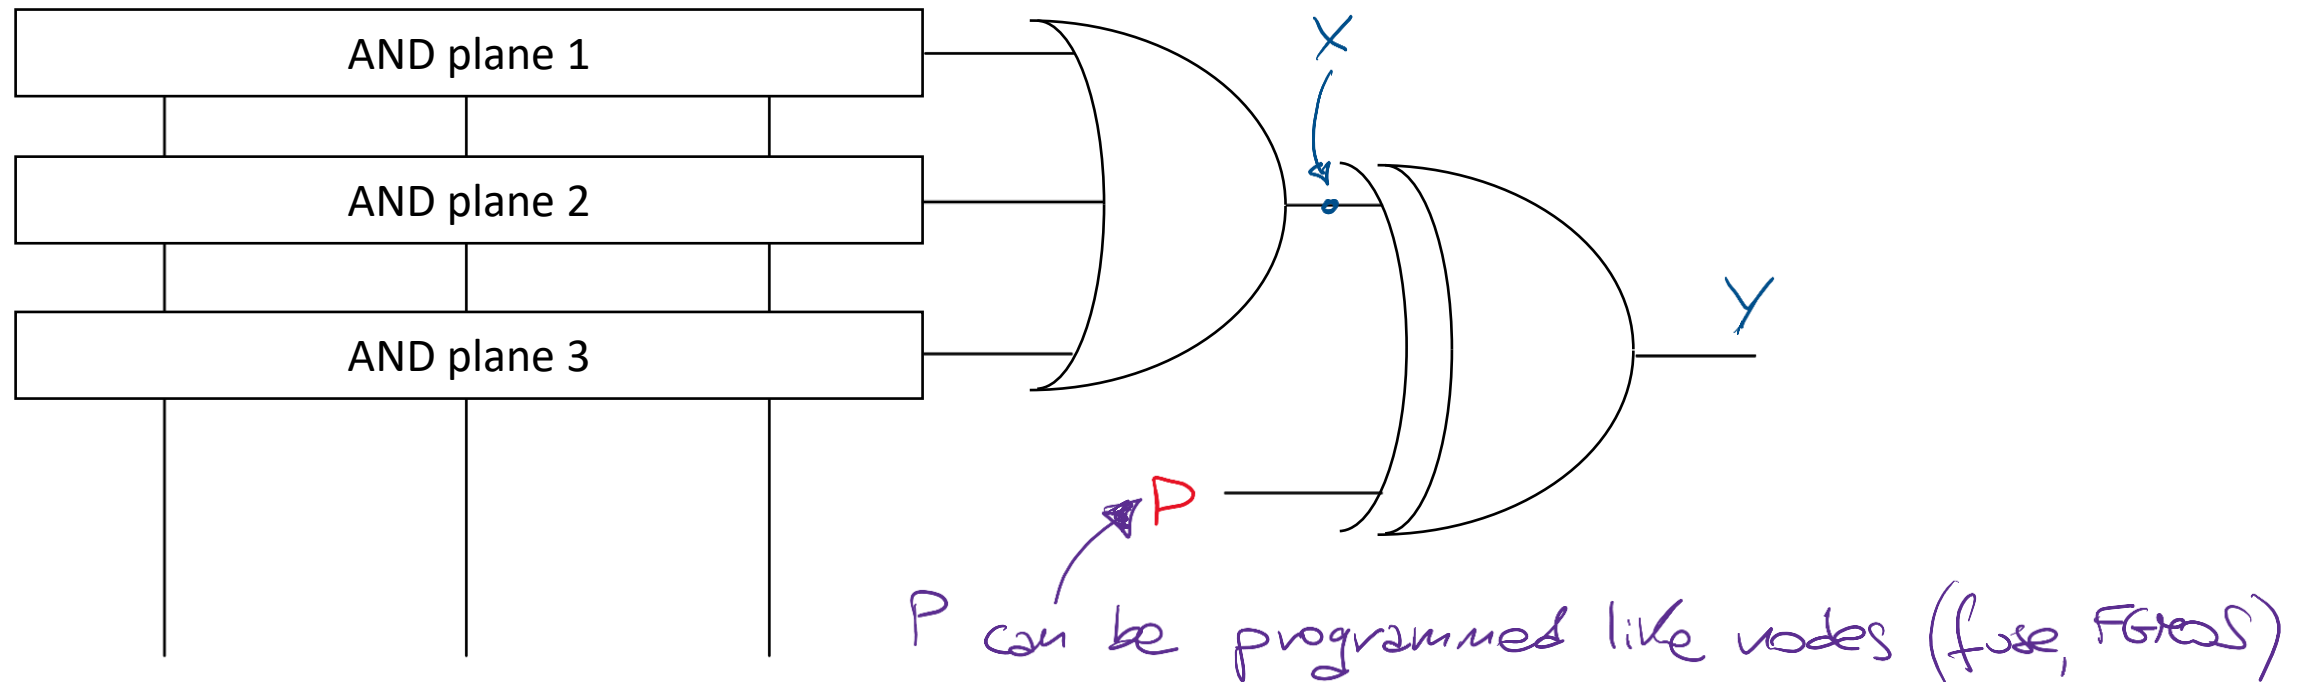 AND plane 1
X
AND plane 2
Y
AND plane 3
P
P can be programmed like nodes (fuse, FGMOS)